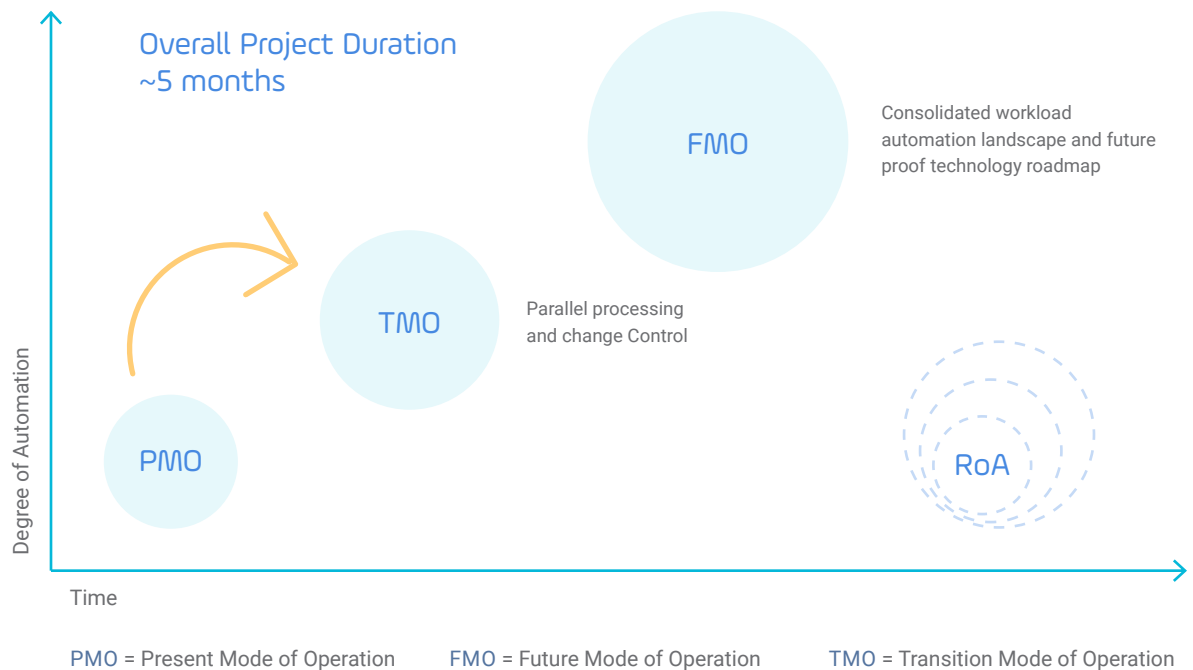 Overall Project Duration
~5 months
FMO
Consolidated workload
automation landscape and future
proof technology roadmap
TMO
Parallel processing
and change Control
PMO
RoA
Degree of Automation
Time
PMO = Present Mode of Operation
FMO = Future Mode of Operation
TMO = Transition Mode of Operation